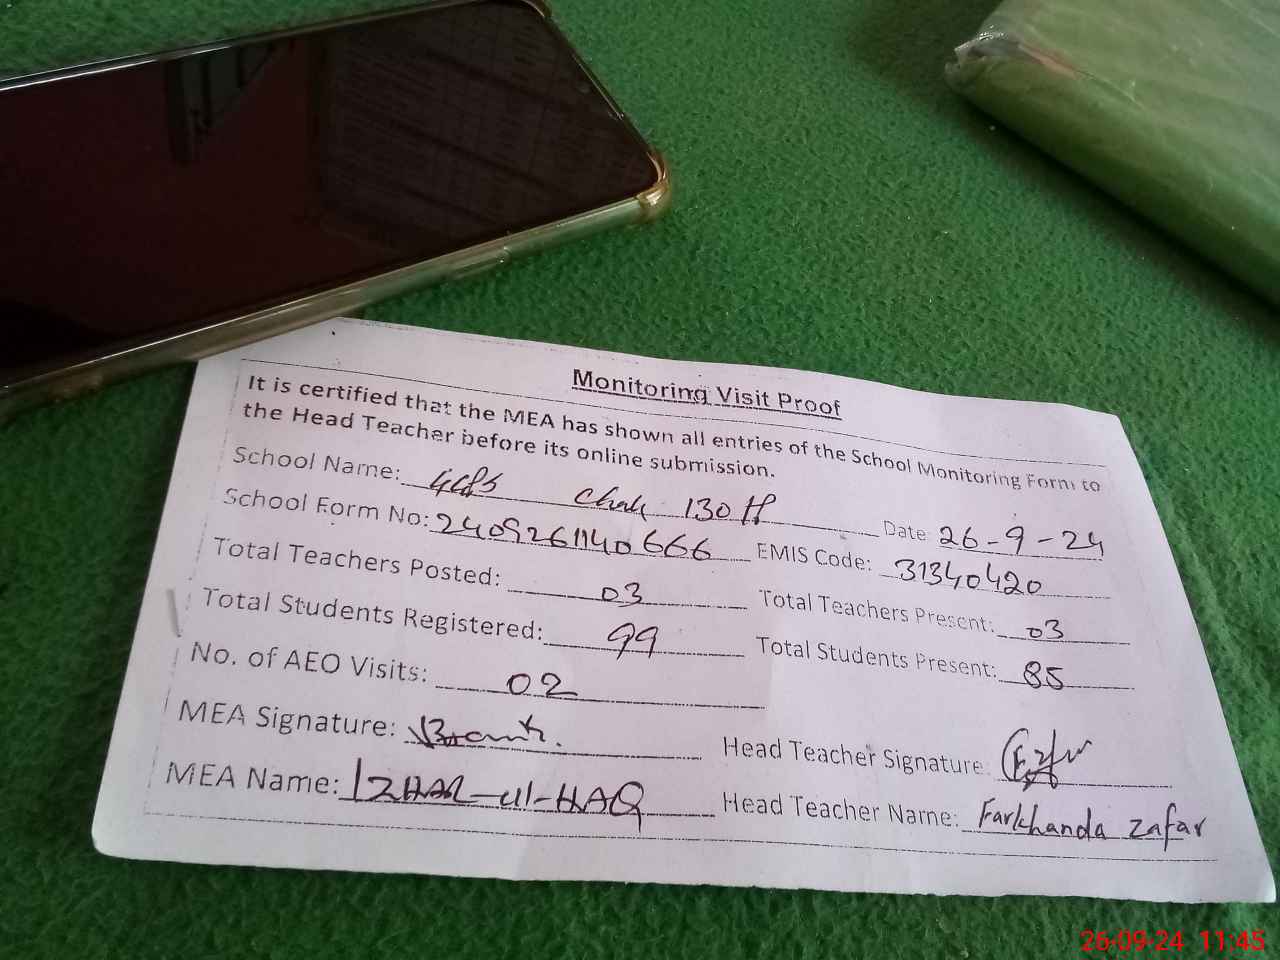 Monitoring Visit Proof
It is certified that the MEA has shown all entries of the School Monitoring Form to
the Head Teacher before its online submission.
School Name: GGPS Chak 130 H Date: 26-9-24
School Form No: 2409261140666 EMIS Code: 31340420
Total Teachers Posted: 03 Total Teachers Present: 03
Total Students Registered: 99 Total Students Present: 85
No. of AEO Visits: 02
MEA Signature: Head Teacher Signature:
MEA Name: IZHAR-ul-HAQ Head Teacher Name: Farkhanda Zafar
26-09-24 11:45